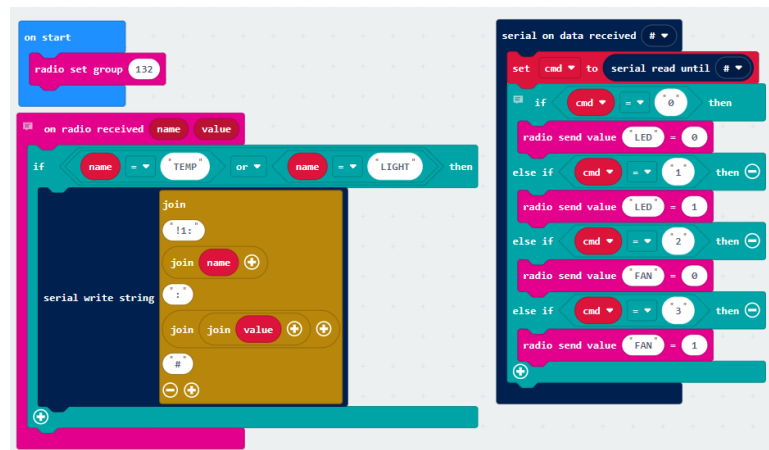 on start
radio set group 132
on radio received name value
if name = "TEMP" or name = "LIGHT" then
serial write string
join
"!1:"
join name
":"
join join value
"#"
serial on data received #
set cmd to serial read until #
if cmd = "0" then
radio send value "LED" = 0
else if cmd = "1" then
radio send value "LED" = 1
else if cmd = "2" then
radio send value "FAN" = 0
else if cmd = "3" then
radio send value "FAN" = 1